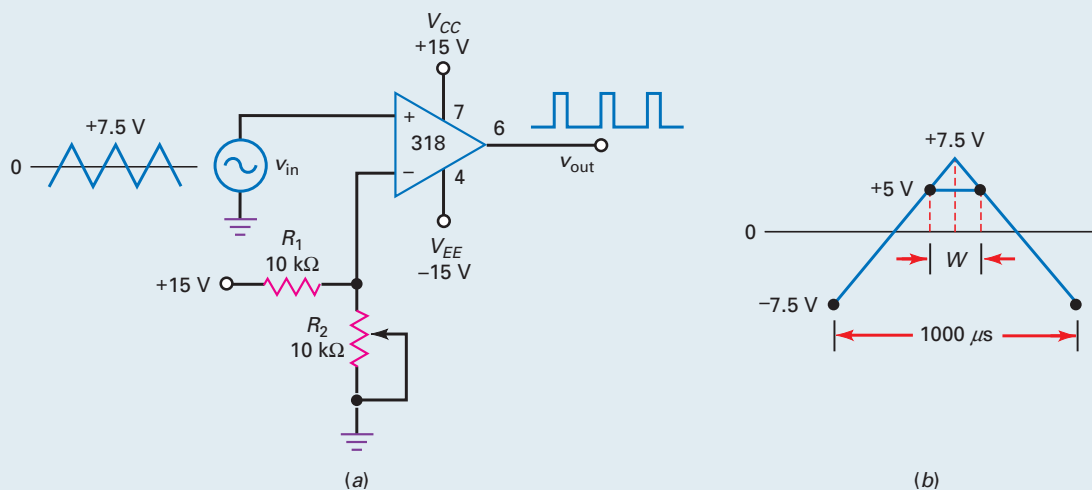 V_CC
+15 V
+7.5 V
0
v_in
+
−
318
7
6
4
v_out
V_EE
−15 V
R_1
10 kΩ
+15 V
R_2
10 kΩ
(a)
+7.5 V
+5 V
0
W
−7.5 V
1000 μs
(b)